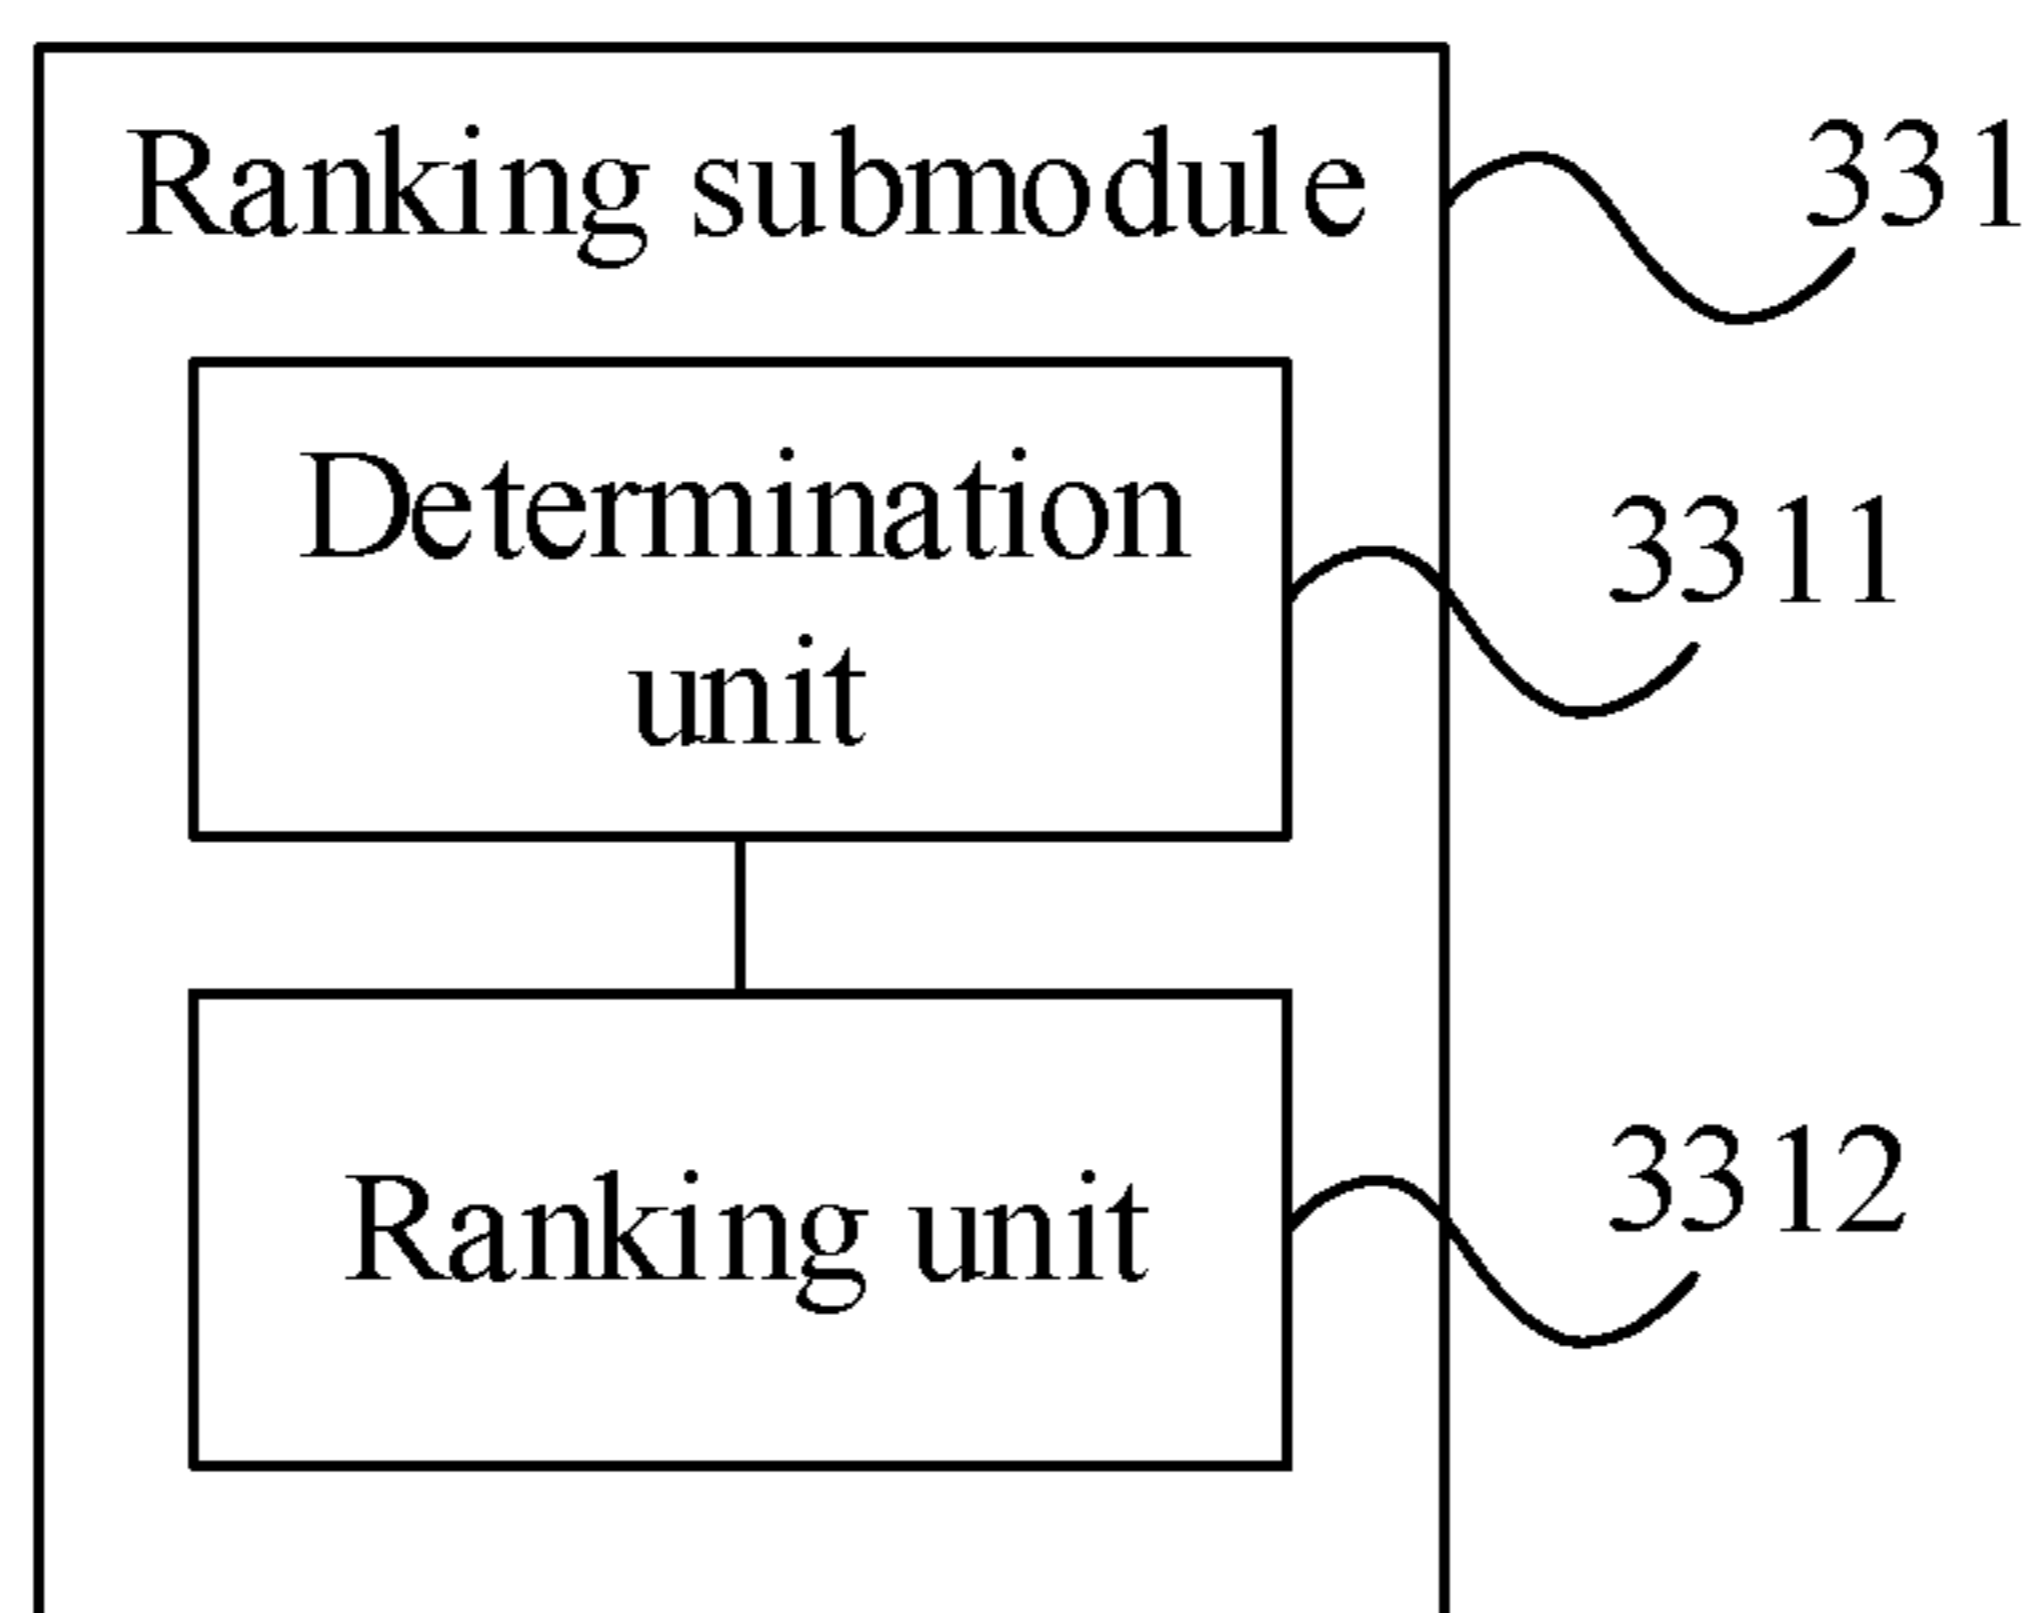 Ranking submodule
331
Determination
unit
3311
Ranking unit
3312